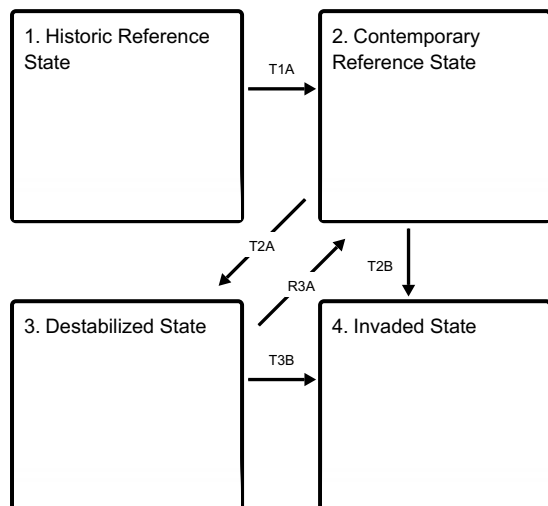 1. Historic Reference
State
T1A
2. Contemporary
Reference State
T2A
R3A
T2B
3. Destabilized State
T3B
4. Invaded State